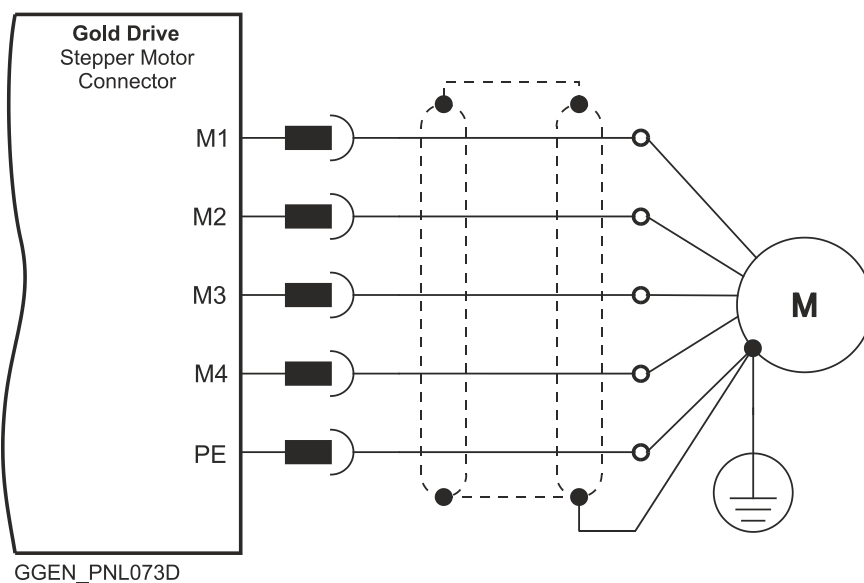 Gold Drive
Stepper Motor
Connector
M1
M2
M3
M4
PE
M
GGEN_PNL073D